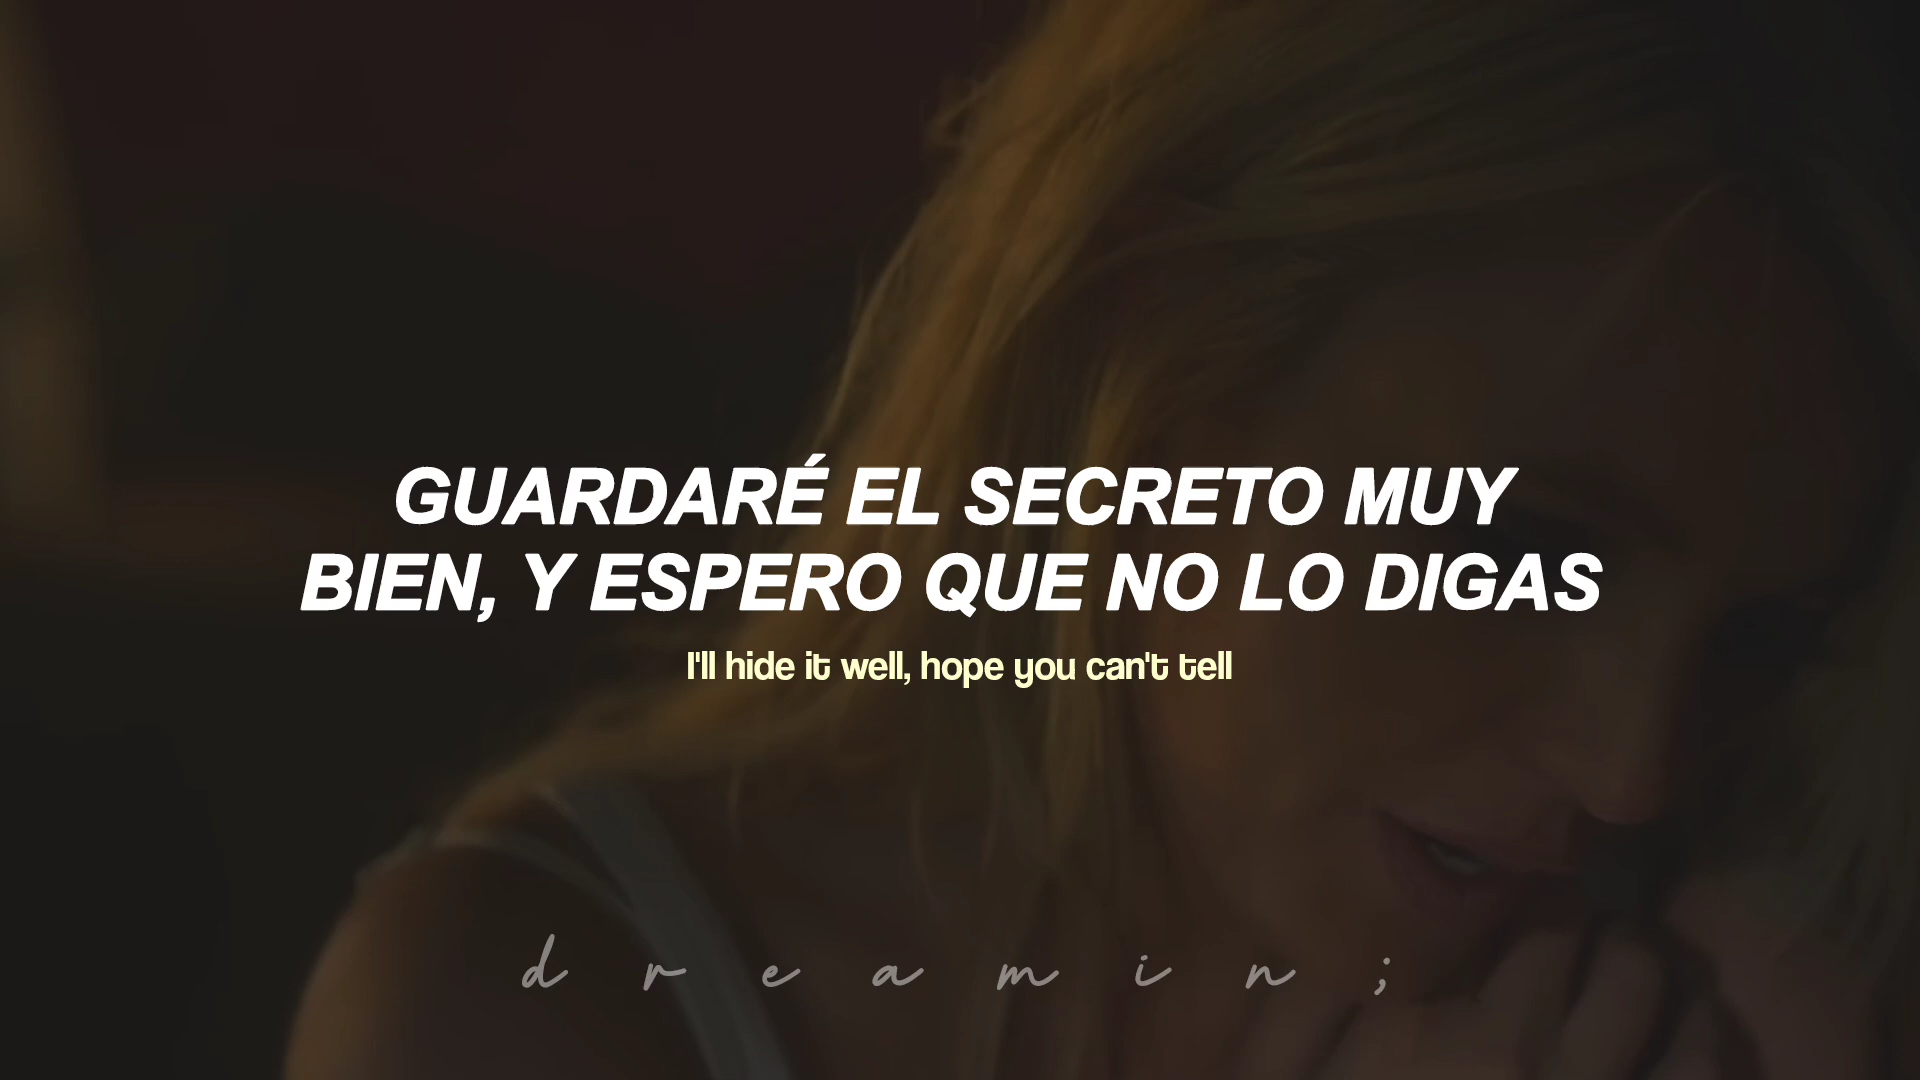 GUARDARÉ EL SECRETO MUY
BIEN, Y ESPERO QUE NO LO DIGAS
I'll hide it well, hope you can't tell
d r e a m i n ;